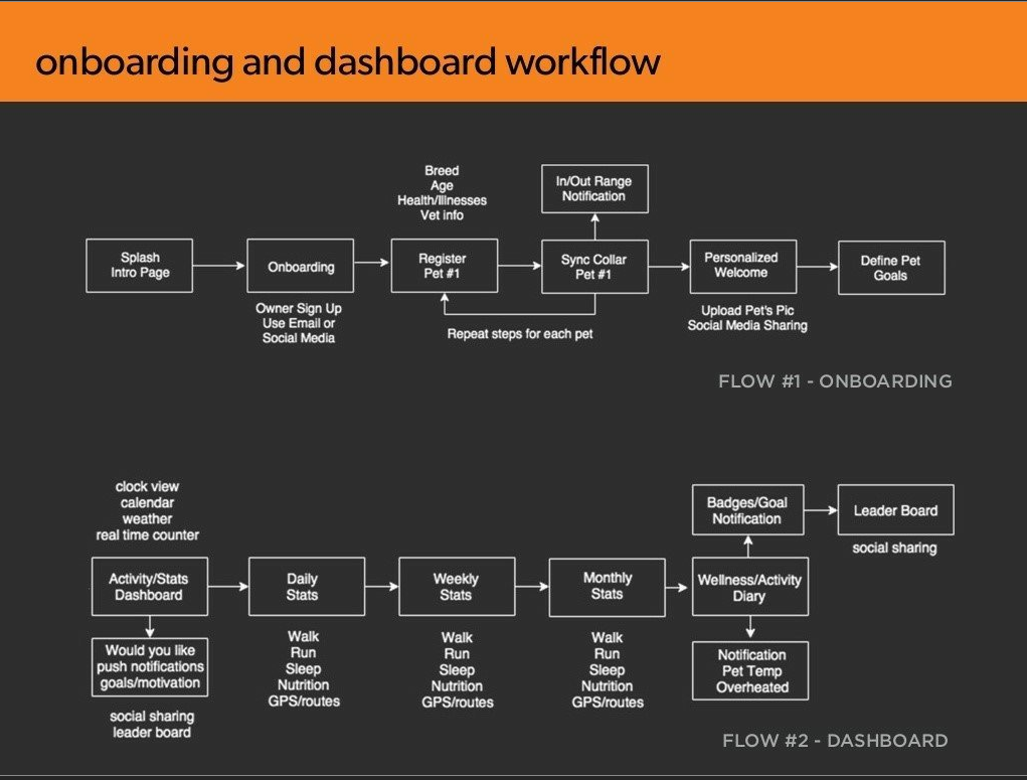 onboarding and dashboard workflow
Breed
Age
Health/Illnesses
Vet info
In/Out Range
Notification
Splash
Intro Page
Onboarding
Register
Pet #1
Sync Collar
Pet #1
Personalized
Welcome
Define Pet
Goals
Owner Sign Up
Use Email or
Social Media
Repeat steps for each pet
Upload Pet's Pic
Social Media Sharing
FLOW #1 - ONBOARDING
clock view
calendar
weather
real time counter
Badges/Goal
Notification
Leader Board
social sharing
Activity/Stats
Dashboard
Daily
Stats
Weekly
Stats
Monthly
Stats
Wellness/Activity
Diary
Would you like
push notifications
goals/motivation
social sharing
leader board
Walk
Run
Sleep
Nutrition
GPS/routes
Walk
Run
Sleep
Nutrition
GPS/routes
Walk
Run
Sleep
Nutrition
GPS/routes
Notification
Pet Temp
Overheated
FLOW #2 - DASHBOARD